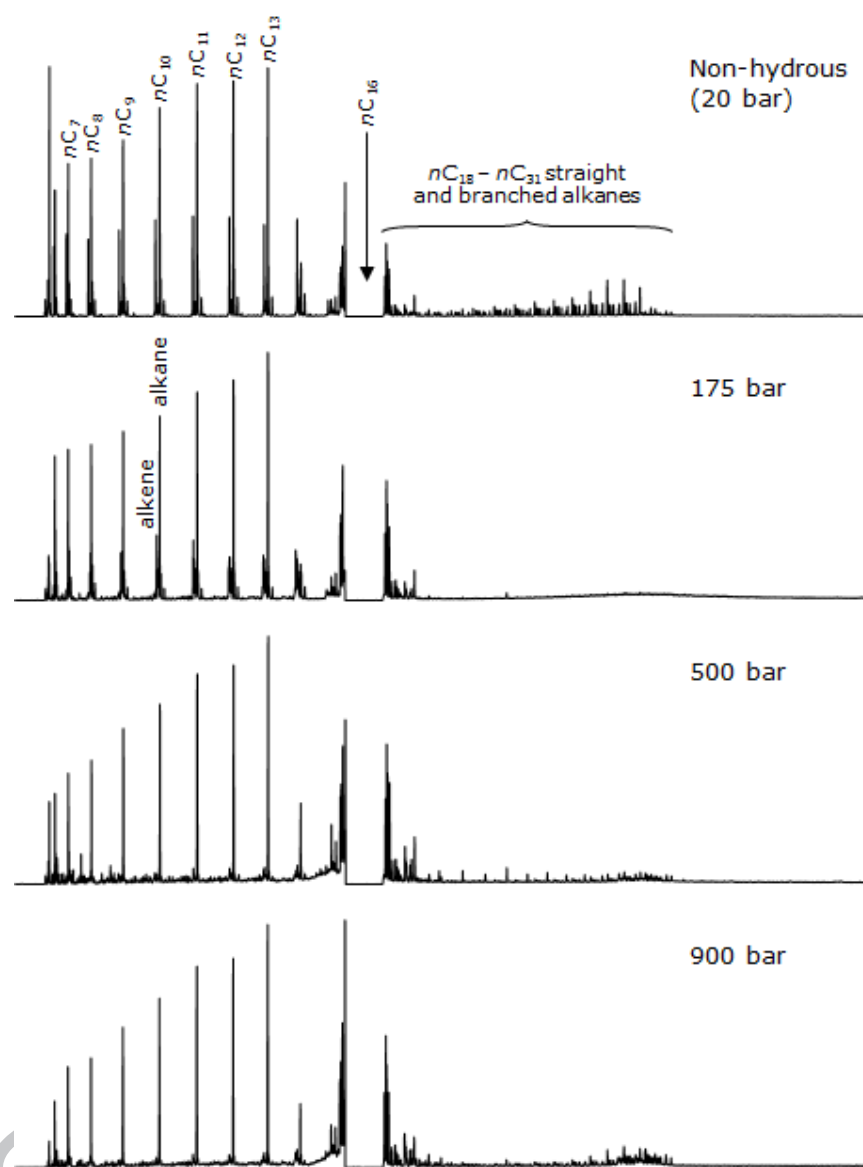 nC₇
nC₈
nC₉
nC₁₀
nC₁₁
nC₁₂
nC₁₃
nC₁₆
Non-hydrous
(20 bar)
nC₁₈ – nC₃₁ straight
and branched alkanes
alkene
alkane
175 bar
500 bar
900 bar